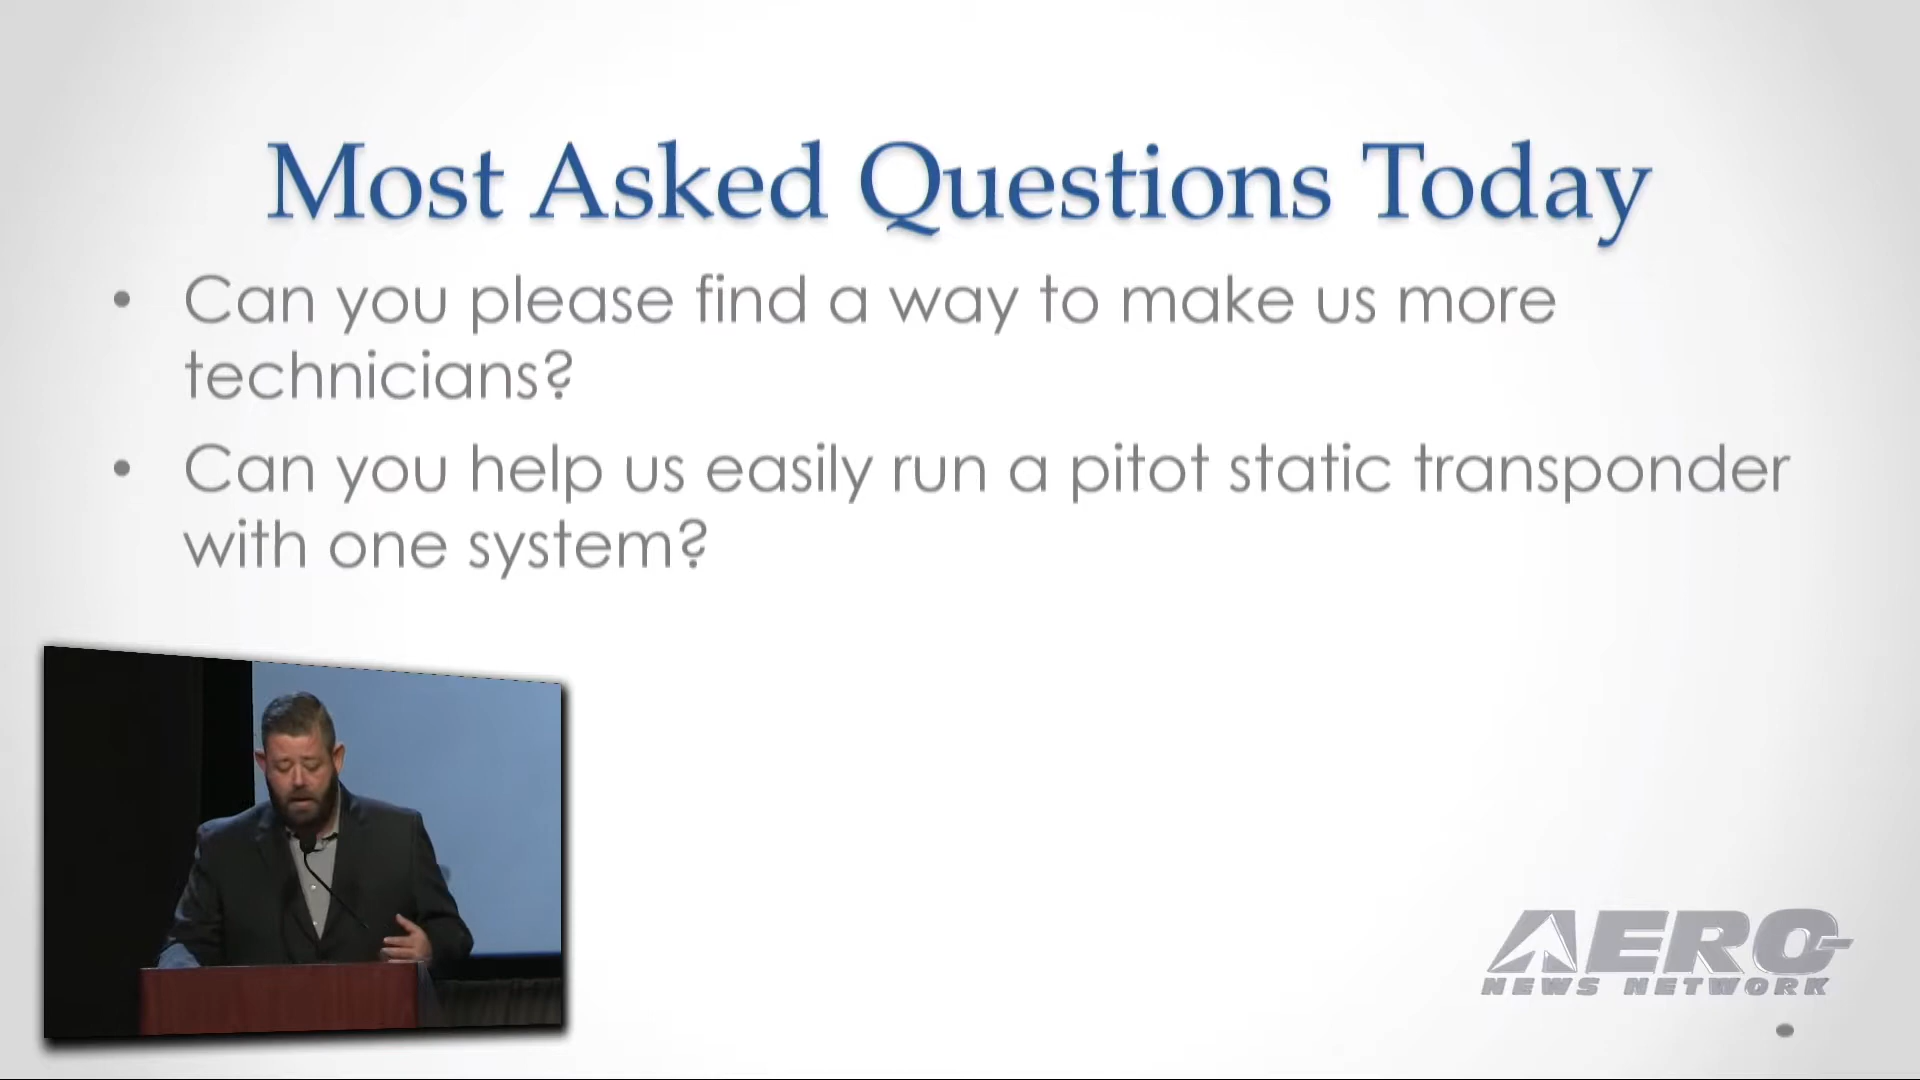 Most Asked Questions Today
• Can you please find a way to make us more
technicians?
• Can you help us easily run a pitot static transponder
with one system?
AERO
NEWS NETWORK